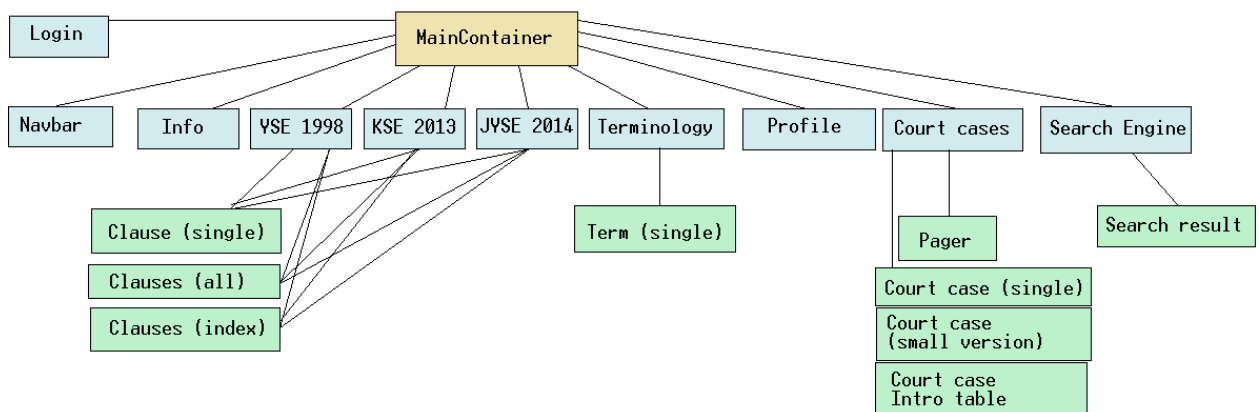 Login
MainContainer
Navbar
Info
YSE 1998
KSE 2013
JYSE 2014
Terminology
Profile
Court cases
Search Engine
Clause (single)
Clauses (all)
Clauses (index)
Term (single)
Pager
Court case (single)
Court case
(small version)
Court case
Intro table
Search result